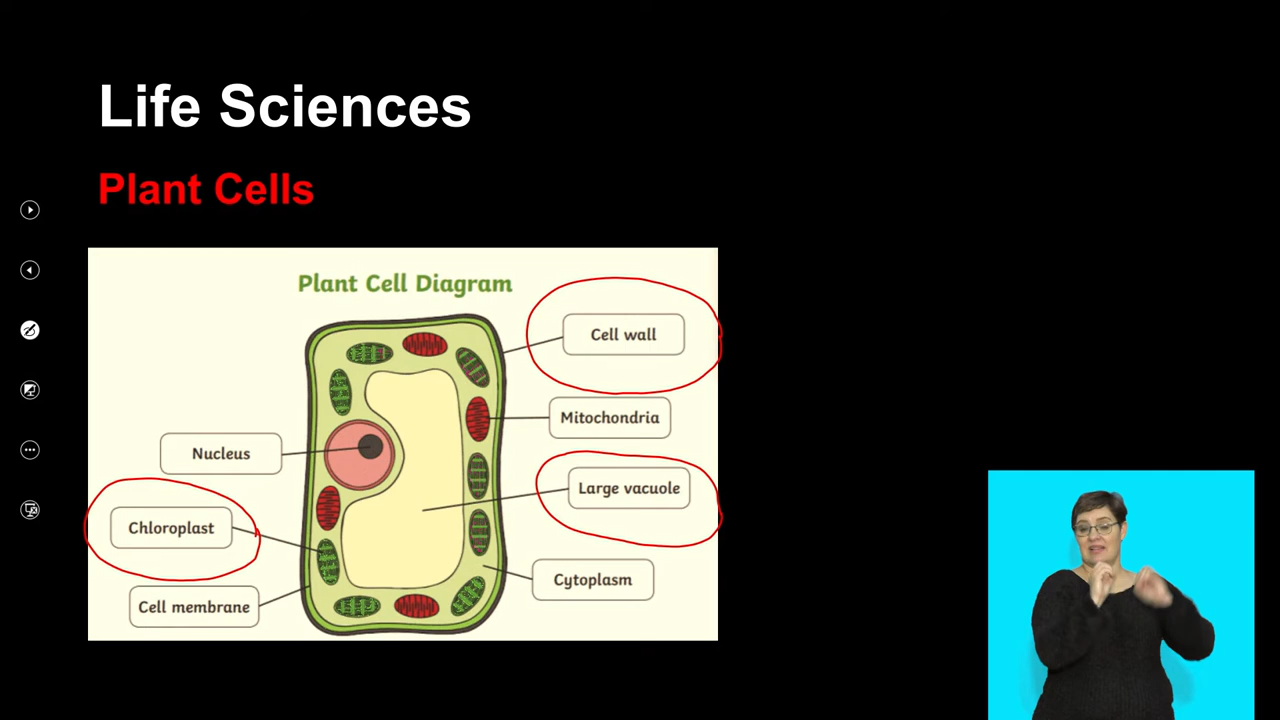 Life Sciences
Plant Cells
Plant Cell Diagram
Cell wall
Mitochondria
Nucleus
Large vacuole
Chloroplast
Cytoplasm
Cell membrane